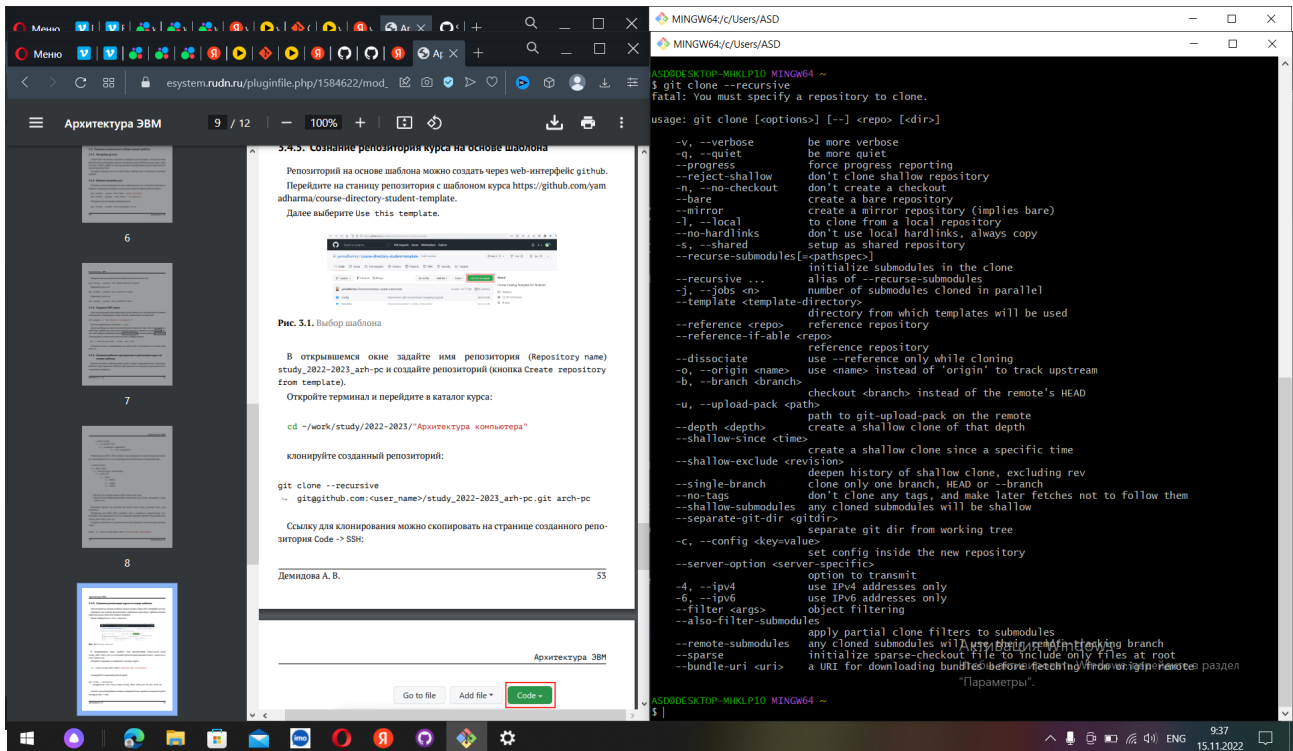 Меню
MINGW64:/c/Users/ASD
Меню
MINGW64:/c/Users/ASD
esystem.rudn.ru/pluginfile.php/1584622/mod_
Архитектура ЭВМ
9 / 12
100%
6
7
8
3.4.5. Сознание репозитория курса на основе шаблона
Репозиторий на основе шаблона можно создать через web-интерфейс github.
Перейдите на станицу репозитория с шаблоном курса https://github.com/yam
adharma/course-directory-student-template.
Далее выберите Use this template.
Рис. 3.1. Выбор шаблона
В открывшемся окне задайте имя репозитория (Repository name)
study_2022–2023_arh-pc и создайте репозиторий (кнопка Create repository
from template).
Откройте терминал и перейдите в каталог курса:
cd ~/work/study/2022-2023/"Архитектура компьютера"
клонируйте созданный репозиторий:
git clone --recursive
↪ git@github.com:<user_name>/study_2022–2023_arh-pc.git arch-pc
Ссылку для клонирования можно скопировать на странице созданного репо-
зитория Code -> SSH:
Демидова А. В.
53
Архитектура ЭВМ
Go to file
Add file
Code
ASD@DESKTOP-MHKLP10 MINGW64 ~
$ git clone --recursive
fatal: You must specify a repository to clone.
usage: git clone [<options>] [--] <repo> [<dir>]
-v, --verbose be more verbose
-q, --quiet be more quiet
--progress force progress reporting
--reject-shallow don't clone shallow repository
-n, --no-checkout don't create a checkout
--bare create a bare repository
--mirror create a mirror repository (implies bare)
-l, --local to clone from a local repository
--no-hardlinks don't use local hardlinks, always copy
-s, --shared setup as shared repository
--recurse-submodules[=<pathspec>]
initialize submodules in the clone
--recursive ... alias of --recurse-submodules
-j, --jobs <n> number of submodules cloned in parallel
--template <template-directory>
directory from which templates will be used
--reference <repo> reference repository
--reference-if-able <repo>
reference repository
--dissociate use --reference only while cloning
-o, --origin <name> use <name> instead of 'origin' to track upstream
-b, --branch <branch>
checkout <branch> instead of the remote's HEAD
-u, --upload-pack <path>
path to git-upload-pack on the remote
--depth <depth> create a shallow clone of that depth
--shallow-since <time>
create a shallow clone since a specific time
--shallow-exclude <revision>
deepen history of shallow clone, excluding rev
--single-branch clone only one branch, HEAD or --branch
--no-tags don't clone any tags, and make later fetches not to follow them
--shallow-submodules any cloned submodules will be shallow
--separate-git-dir <gitdir>
separate git dir from working tree
-c, --config <key=value>
set config inside the new repository
--server-option <server-specific>
option to transmit
-4, --ipv4 use IPv4 addresses only
-6, --ipv6 use IPv6 addresses only
--filter <args> object filtering
--also-filter-submodules
apply partial clone filters to submodules
--remote-submodules any cloned submodules will use their remote-tracking branch
--sparse initialize sparse-checkout file to include only files at root
--bundle-uri <uri> a URI for downloading bundles before fetching from origin remote
Активация Windows
в раздел
"Параметры".
ASD@DESKTOP-MHKLP10 MINGW64 ~
$
imo
ENG
9:37
15.11.2022